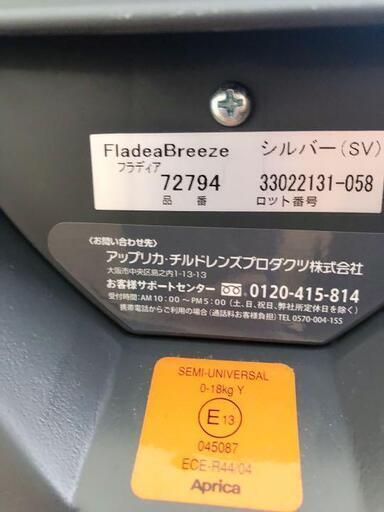 FladeaBreeze シルバー(SV)
フラディア
72794 33022131-058
品番 ロット番号
〈お問い合わせ先〉
アップリカ・チルドレンズプロダクツ株式会社
大阪市中央区島之内1-13-13
お客様サポートセンター 0120-415-814
受付時間:AM10:00～PM5:00(土、日、祝日、弊社所定休日を除く)
携帯電話からご利用の場合(通話料お客様負担) TEL 0570-004-155
SEMI-UNIVERSAL
0-18kg Y
E13
045087
ECE-R44/04
Aprica